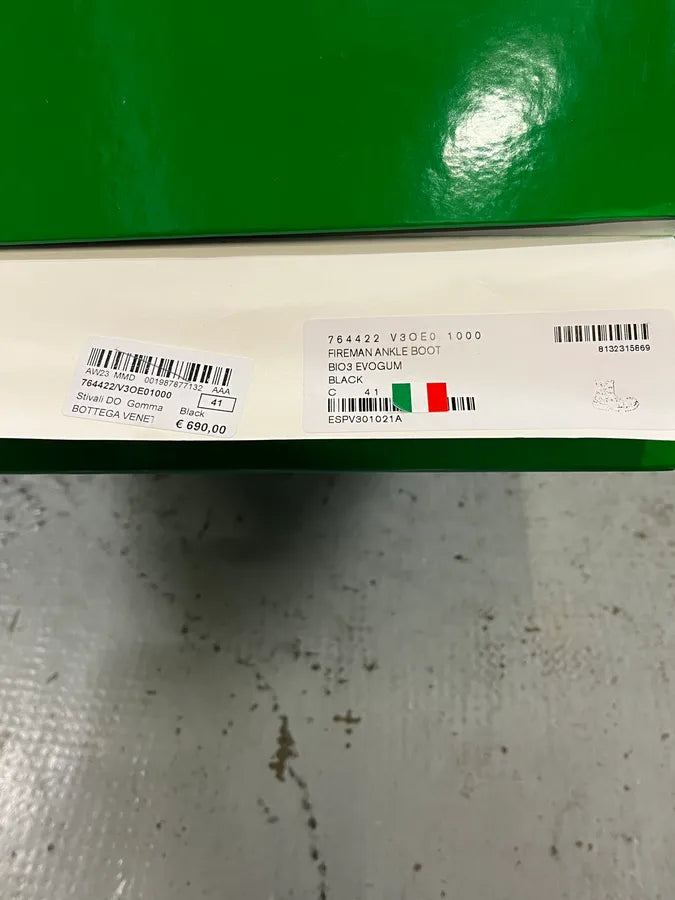 AW23 MMD 001987877132 AAA
764422/V3OE01000
41
Stivali DO Gomma Black
BOTTEGA VENET
€ 690,00
764422 V3OE0 1000
FIREMAN ANKLE BOOT
BIO3 EVOGUM
BLACK
C 41
ESPV301021A
8132315669